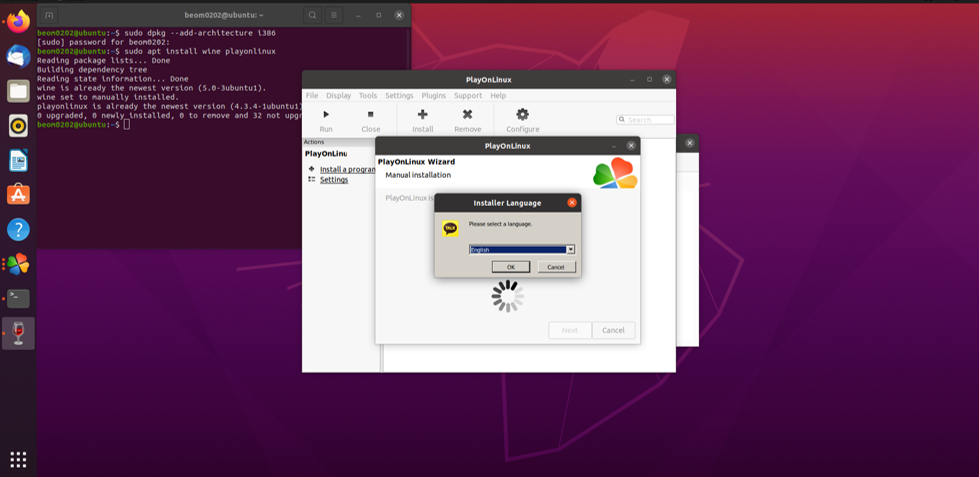 beom0202@ubuntu: ~
beom0202@ubuntu:~$ sudo dpkg --add-architecture i386
[sudo] password for beom0202:
beom0202@ubuntu:~$ sudo apt install wine playonlinux
Reading package lists... Done
Building dependency tree
Reading state information... Done
wine is already the newest version (5.0-3ubuntu1).
wine set to manually installed.
playonlinux is already the newest version (4.3.4-1ubuntu1)
0 upgraded, 0 newly installed, 0 to remove and 32 not upgr
beom0202@ubuntu:~$
PlayOnLinux
File Display Tools Settings Plugins Support Help
Run Close Install Remove Configure
Search
Actions
PlayOnLinu
Install a program
Settings
PlayOnLinux
PlayOnLinux Wizard
Manual installation
PlayOnLinux is
Installer Language
TALK
Please select a language.
English
OK Cancel
Next Cancel